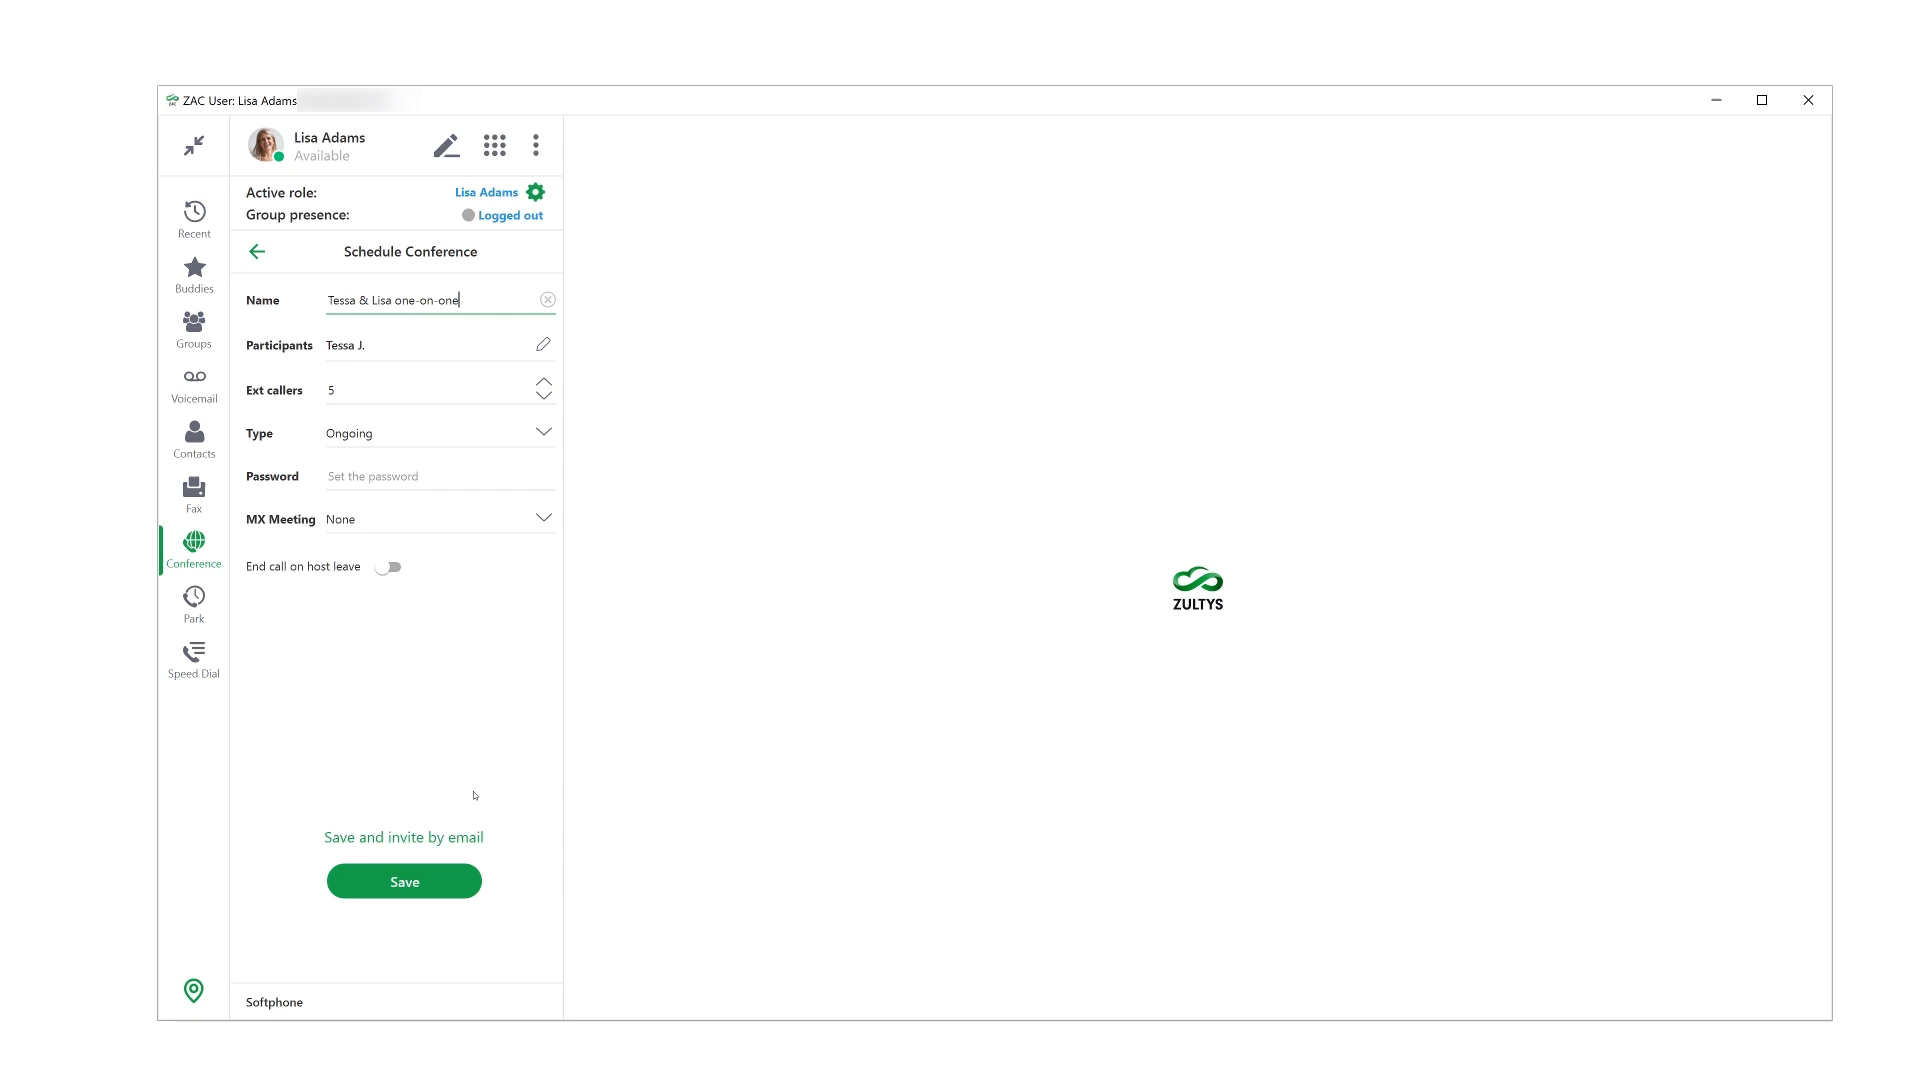 ZAC User: Lisa Adams
Lisa Adams
Available
Active role: Lisa Adams
Group presence: Logged out
Recent
Buddies
Groups
Voicemail
Contacts
Fax
Conference
Park
Speed Dial
Schedule Conference
Name Tessa & Lisa one-on-one
Participants Tessa J.
Ext callers 5
Type Ongoing
Password Set the password
MX Meeting None
End call on host leave
Save and invite by email
Save
Softphone
ZULTYS